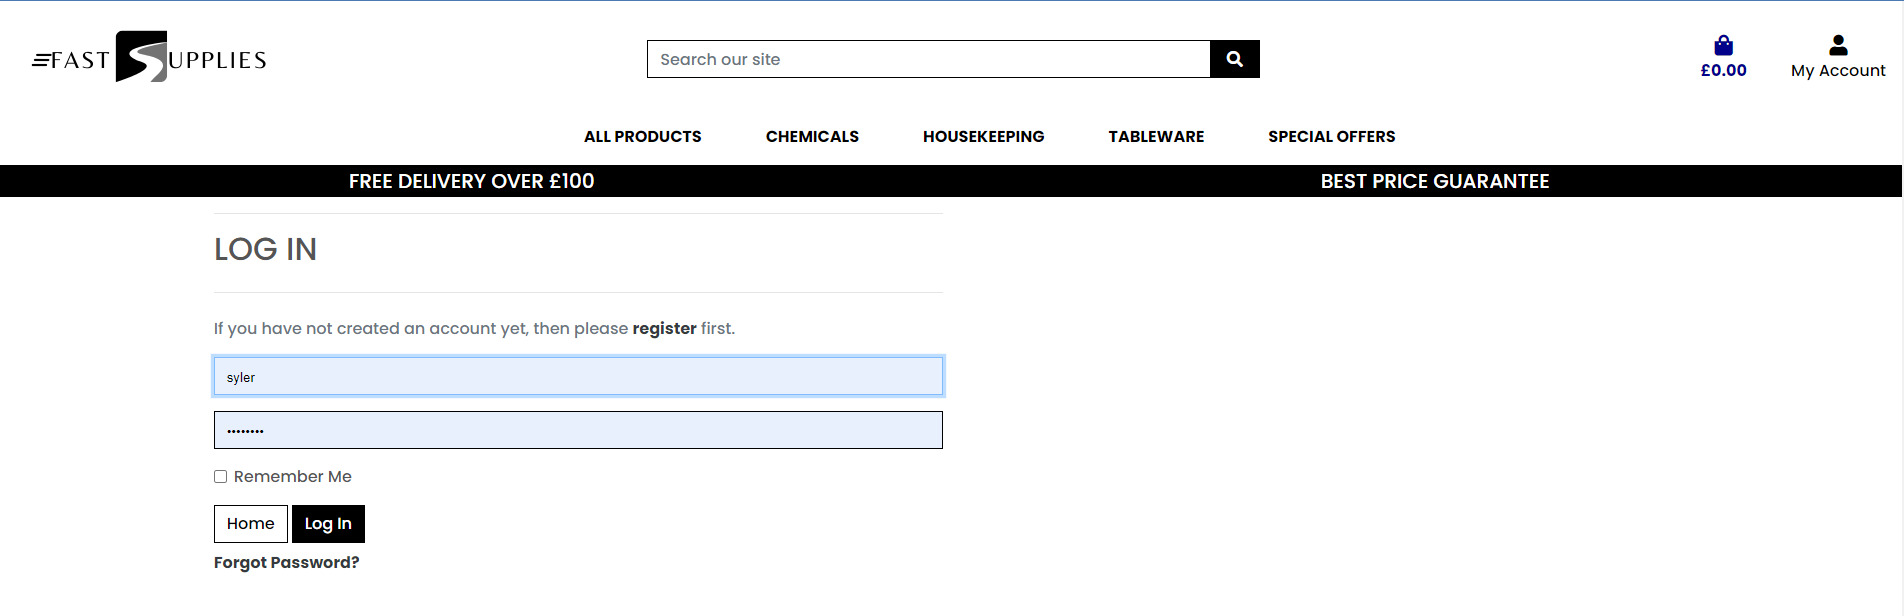 FAST SUPPLIES
Search our site
£0.00
My Account
ALL PRODUCTS CHEMICALS HOUSEKEEPING TABLEWARE SPECIAL OFFERS
FREE DELIVERY OVER £100 BEST PRICE GUARANTEE
LOG IN
If you have not created an account yet, then please register first.
syler
••••••••
Remember Me
Home Log In
Forgot Password?